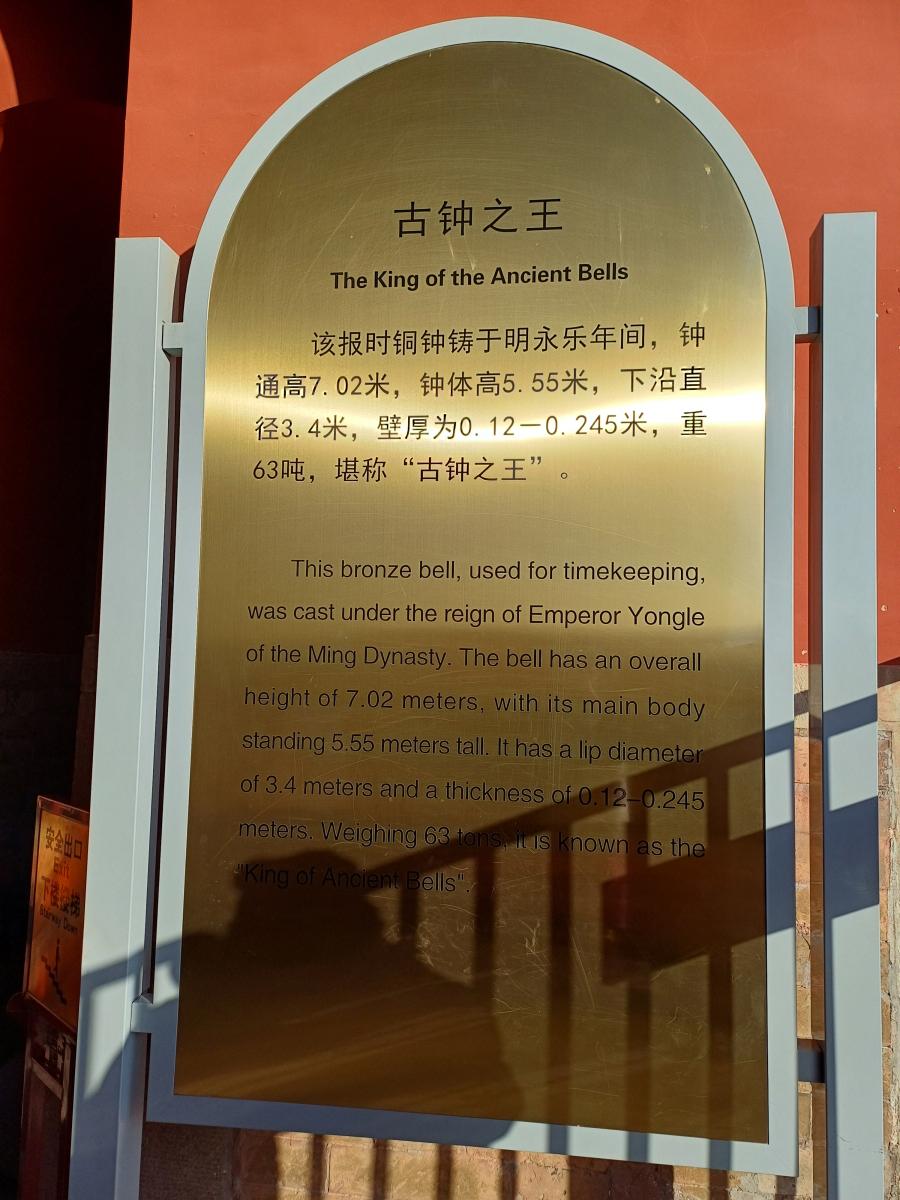 古钟之王
The King of the Ancient Bells
该报时铜钟铸于明永乐年间，钟
通高7.02米，钟体高5.55米，下沿直
径3.4米，壁厚为0.12－0.245米，重
63吨，堪称“古钟之王”。
This bronze bell, used for timekeeping,
was cast under the reign of Emperor Yongle
of the Ming Dynasty. The bell has an overall
height of 7.02 meters, with its main body
standing 5.55 meters tall. It has a lip diameter
of 3.4 meters and a thickness of 0.12–0.245
meters. Weighing 63 tons, it is known as the
"King of Ancient Bells".
安全出口
Exit
下楼楼梯
Stairway Down